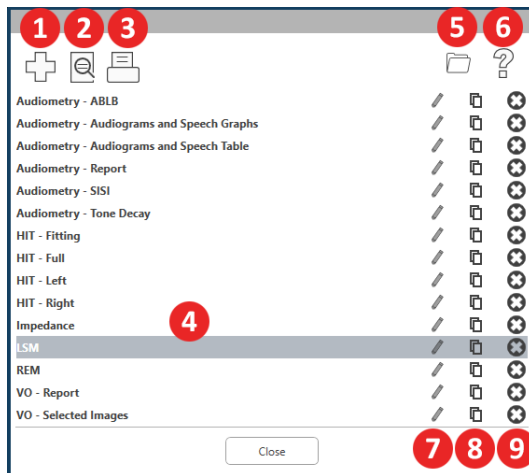 1 2 3 5 6
Audiometry - ABLB
Audiometry - Audiograms and Speech Graphs
Audiometry - Audiograms and Speech Table
Audiometry - Report
Audiometry - SISI
Audiometry - Tone Decay
HIT - Fitting
HIT - Full
HIT - Left
HIT - Right
4
Impedance
LSM
REM
VO - Report
VO - Selected Images
Close
7 8 9